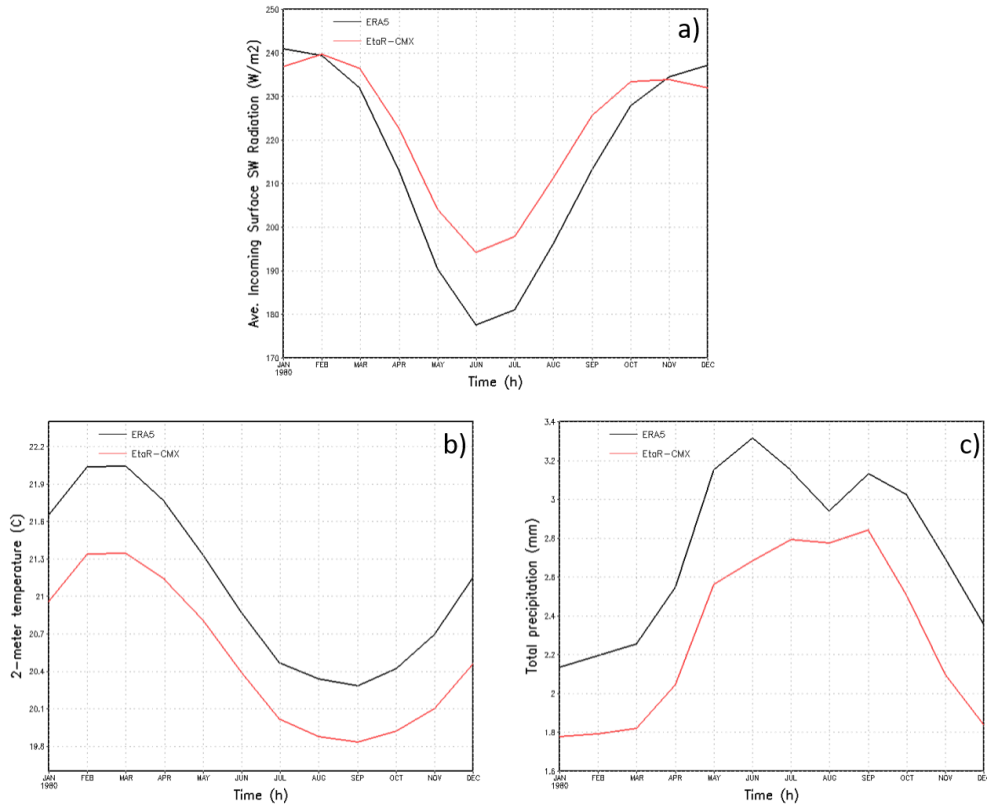 a)
ERA5
EtaR-CMX
Ave. Incoming Surface SW Radiation (W/m2)
250
240
230
220
210
200
190
180
170
JAN FEB MAR APR MAY JUN JUL AUG SEP OCT NOV DEC
1980
Time (h)
b)
ERA5
EtaR-CMX
2-meter temperature (C)
22.2
21.9
21.6
21.3
21
20.7
20.4
20.1
19.8
JAN FEB MAR APR MAY JUN JUL AUG SEP OCT NOV DEC
1980
Time (h)
c)
ERA5
EtaR-CMX
Total precipitation (mm)
3.4
3.2
3
2.8
2.6
2.4
2.2
2
1.8
1.6
JAN FEB MAR APR MAY JUN JUL AUG SEP OCT NOV DEC
1980
Time (h)